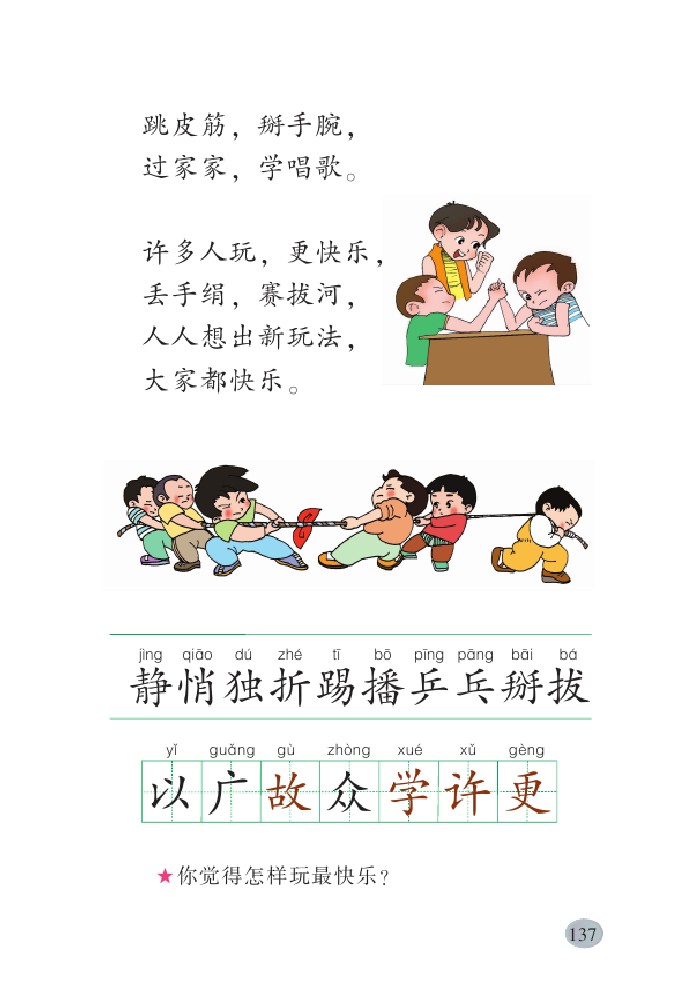 跳皮筋，掰手腕，
过家家，学唱歌。
许多人玩，更快乐，
丢手绢，赛拔河，
人人想出新玩法，
大家都快乐。
jìng qiāo dú zhé tī bō pīng pāng bāi bá
静悄独折踢播乒乓掰拔
yǐ guǎng gù zhòng xué xǔ gèng
以广故众学许更
★你觉得怎样玩最快乐？
137